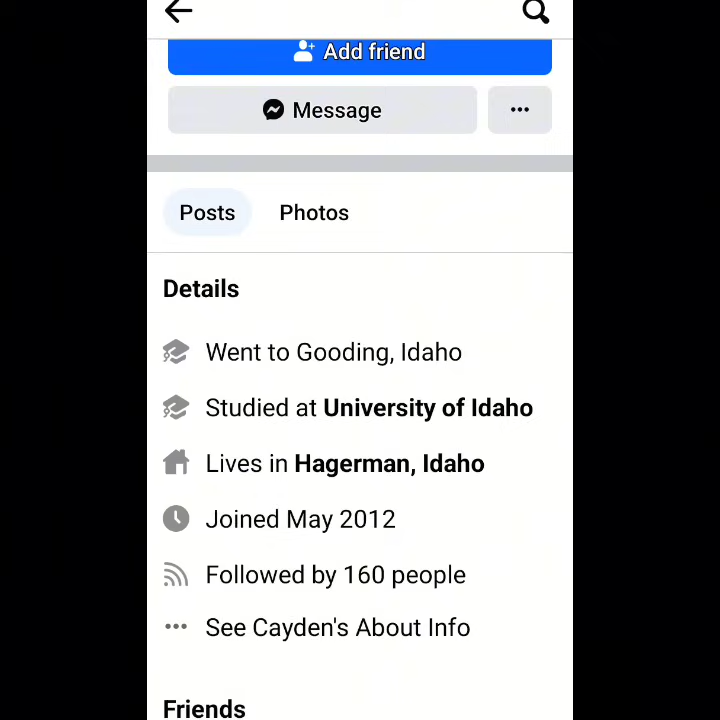 Add friend
Message
Posts Photos
Details
Went to Gooding, Idaho
Studied at University of Idaho
Lives in Hagerman, Idaho
Joined May 2012
Followed by 160 people
See Cayden's About Info
Friends